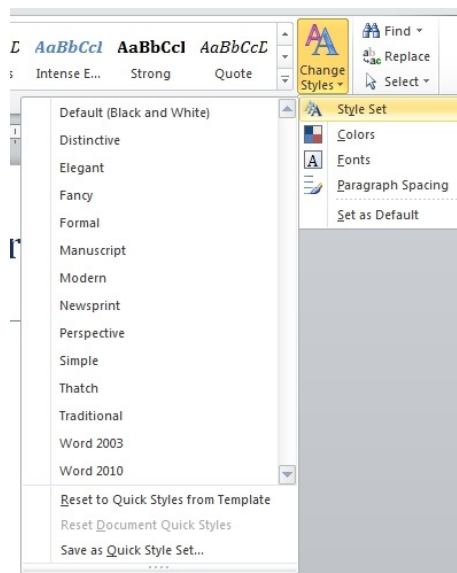 AaBbCcl AaBbCcl AaBbCcD
Intense E... Strong Quote
Change
Styles
Find
Replace
Select
Style Set
Colors
Fonts
Paragraph Spacing
Set as Default
Default (Black and White)
Distinctive
Elegant
Fancy
Formal
Manuscript
Modern
Newsprint
Perspective
Simple
Thatch
Traditional
Word 2003
Word 2010
Reset to Quick Styles from Template
Reset Document Quick Styles
Save as Quick Style Set...